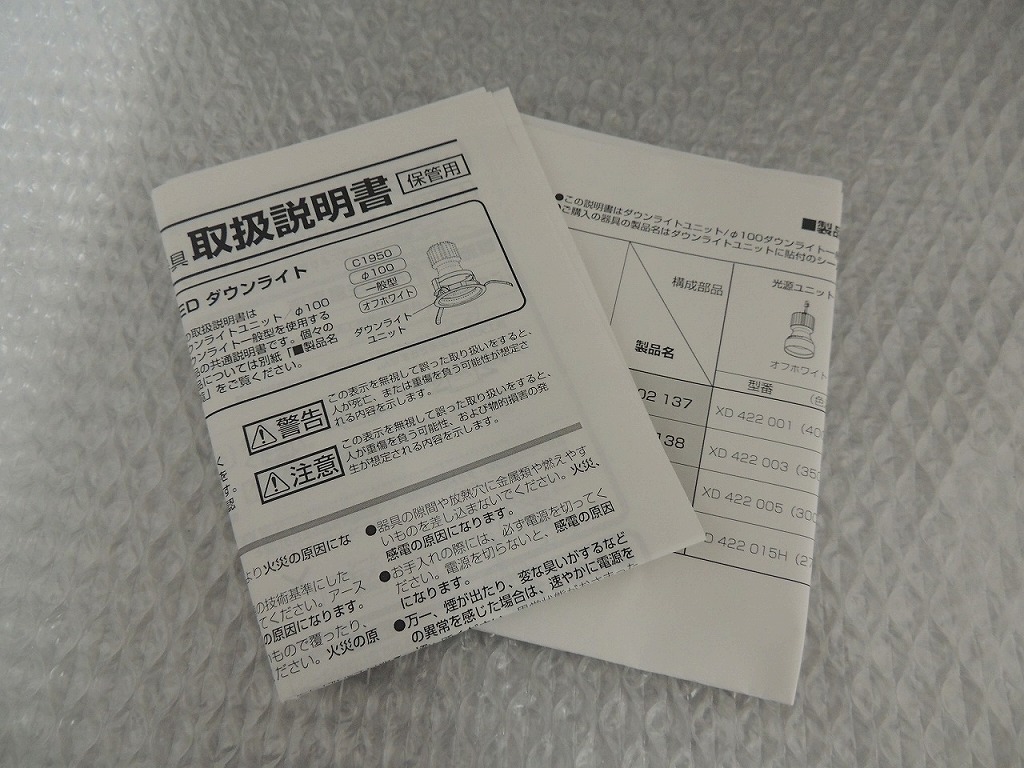 具 取扱説明書 保管用
ED ダウンライト
C1950
φ100
一般型
オフホワイト
ダウンライト
ユニット
の取扱説明書は
ウンライトユニット／φ100
ウンライト一般型を使用する
の共通説明書です。個々の
については別紙「■製品名
をご覧ください。
警告
この表示を無視して誤った取り扱いをすると、
人が死亡、または重傷を負う可能性が想定さ
れる内容を示します。
注意
この表示を無視して誤った取り扱いをすると、
人が重傷を負う可能性、および物的損害の発
生が想定される内容を示します。
より火災の原因にな
の技術基準にした
てください。アース
の原因になります。
もので覆ったり、
ださい。火災の原
●器具の隙間や放熱穴に金属類や燃えやす
いものを差し込まないでください。火災、
感電の原因になります。
●お手入れの際には、必ず電源を切ってく
ださい。電源を切らないと、感電の原因
になります。
●万一、煙が出たり、変な臭いがするなど
の異常を感じた場合は、速やかに電源を
■製品
●この説明書はダウンライトユニット/φ100ダウンライト一
●ご購入の器具の製品名はダウンライトユニットに貼付のシー
構成部品
製品名
光源ユニット
オフホワイト
型番
137
XD 422 001 (40
138
XD 422 003 (35
XD 422 005 (30
D 422 015H (2